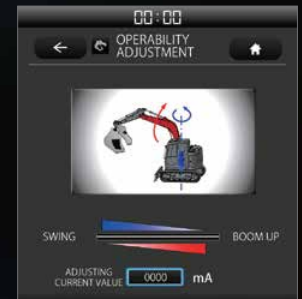 00:00
OPERABILITY
ADJUSTMENT
SWING BOOM UP
ADJUSTING
CURRENT VALUE 0000 mA